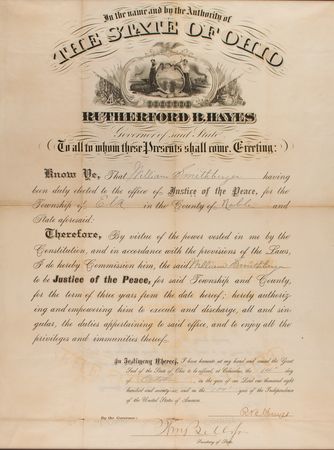 In the name and by the Authority of
THE STATE OF OHIO
RUTHERFORD B. HAYES
Governor of said State
To all to whom these Presents shall come, Greeting:
Know Ye, That William Smithberger having
been duly elected to the office of Justice of the Peace, for
the Township of Elk in the County of Noble and
State aforesaid:
Therefore, By virtue of the power vested in me by the
Constitution, and in accordance with the provisions of the Laws,
I do hereby Commission him, the said William Smithberger
to be Justice of the Peace, for said Township and County,
for the term of three years from the date hereof; hereby authoriz-
ing and empowering him to execute and discharge, all and sin-
gular, the duties appertaining to said office, and to enjoy all the
privileges and immunities thereof.
In Testimony Whereof, I have hereunto set my hand and caused the Great
Seal of the State of Ohio to be affixed, at Columbus, the day
of October in the year of our Lord one thousand eight
hundred and seventy-six and in the year of the Independence
of the United States of America.
R B Hayes
By the Governor:
Secretary of State.